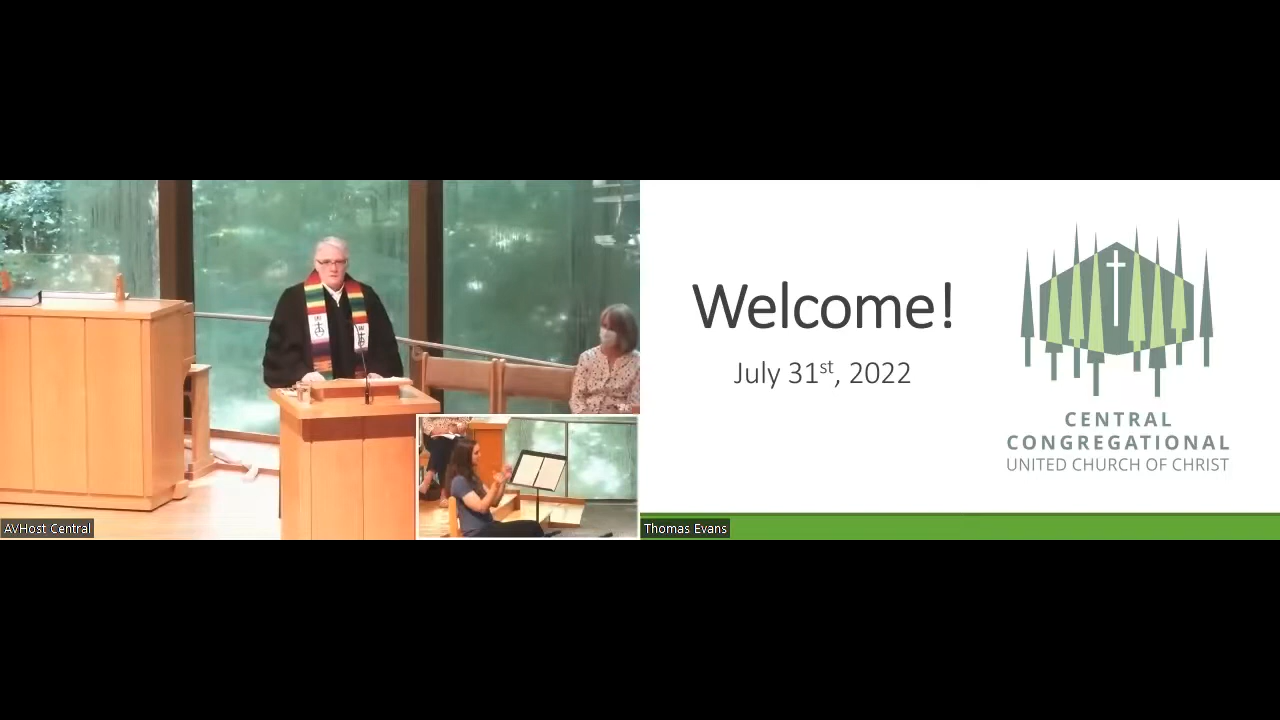 AVHost Central
Welcome!
July 31st, 2022
CENTRAL
CONGREGATIONAL
UNITED CHURCH OF CHRIST
Thomas Evans